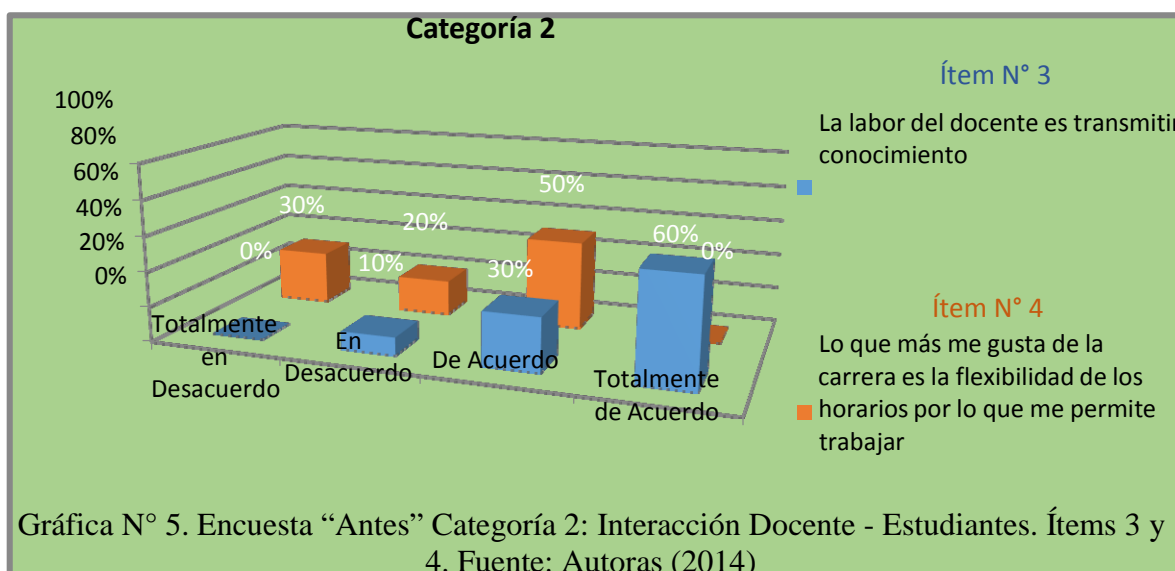 Categoría 2
100%
80%
60%
40%
20%
0%
30%
20%
50%
0%
0%
10%
30%
60%
Totalmente
en
Desacuerdo
En
Desacuerdo
De Acuerdo
Totalmente
de Acuerdo
Ítem N° 3
La labor del docente es transmitir
conocimiento
Ítem N° 4
Lo que más me gusta de la
carrera es la flexibilidad de los
horarios por lo que me permite
trabajar
Gráfica N° 5. Encuesta “Antes” Categoría 2: Interacción Docente - Estudiantes. Ítems 3 y
4. Fuente: Autoras (2014)